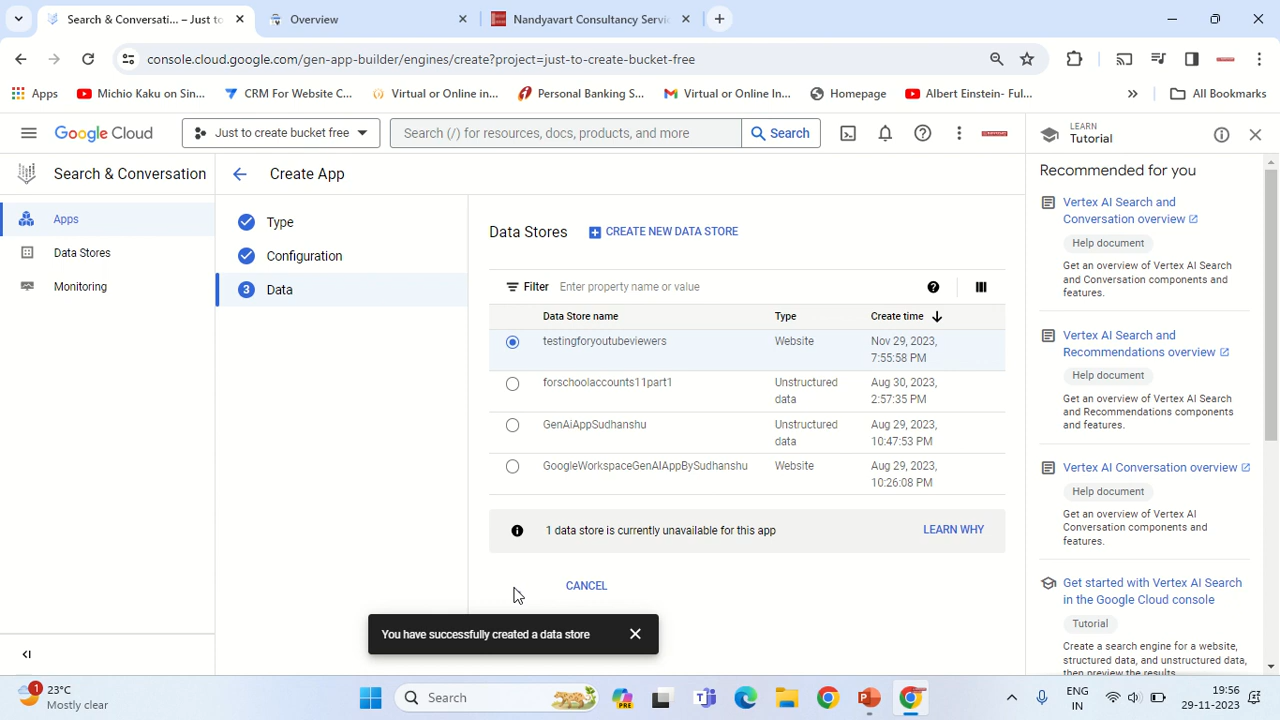 Search & Conversati... – Just to
Overview
Nandyavart Consultancy Servic
console.cloud.google.com/gen-app-builder/engines/create?project=just-to-create-bucket-free
Apps
Michio Kaku on Sin...
CRM For Website C...
Virtual or Online in...
Personal Banking S...
Virtual or Online In...
Homepage
Albert Einstein- Ful...
All Bookmarks
Google Cloud
Just to create bucket free
Search (/) for resources, docs, products, and more
Search
LEARN
Tutorial
Search & Conversation
Create App
Recommended for you
Apps
Data Stores
Monitoring
Type
Configuration
3 Data
Data Stores
CREATE NEW DATA STORE
Filter Enter property name or value
Data Store name Type Create time
testingforyoutubeviewers Website Nov 29, 2023,
7:55:58 PM
forschoolaccounts11part1 Unstructured Aug 30, 2023,
data 2:57:35 PM
GenAiAppSudhanshu Unstructured Aug 29, 2023,
data 10:47:53 PM
GoogleWorkspaceGenAIAppBySudhanshu Website Aug 29, 2023,
10:26:08 PM
1 data store is currently unavailable for this app LEARN WHY
CANCEL
You have successfully created a data store
Vertex AI Search and
Conversation overview
Help document
Get an overview of Vertex AI Search
and Conversation components and
features.
Vertex AI Search and
Recommendations overview
Help document
Get an overview of Vertex AI Search
and Recommendations components
and features.
Vertex AI Conversation overview
Help document
Get an overview of Vertex AI
Conversation components and
features.
Get started with Vertex AI Search
in the Google Cloud console
Tutorial
Create a search engine for a website,
structured data, and unstructured data,
then preview the results.
1
23°C
Mostly clear
Search
PRE
ENG
IN
19:56
29-11-2023